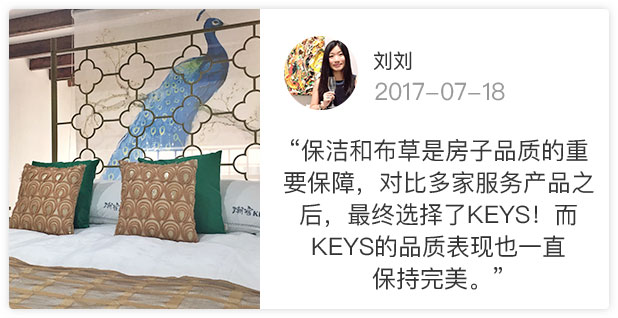 刘刘
2017-07-18
“保洁和布草是房子品质的重
要保障，对比多家服务产品之
后，最终选择了KEYS！而
KEYS的品质表现也一直
保持完美。”